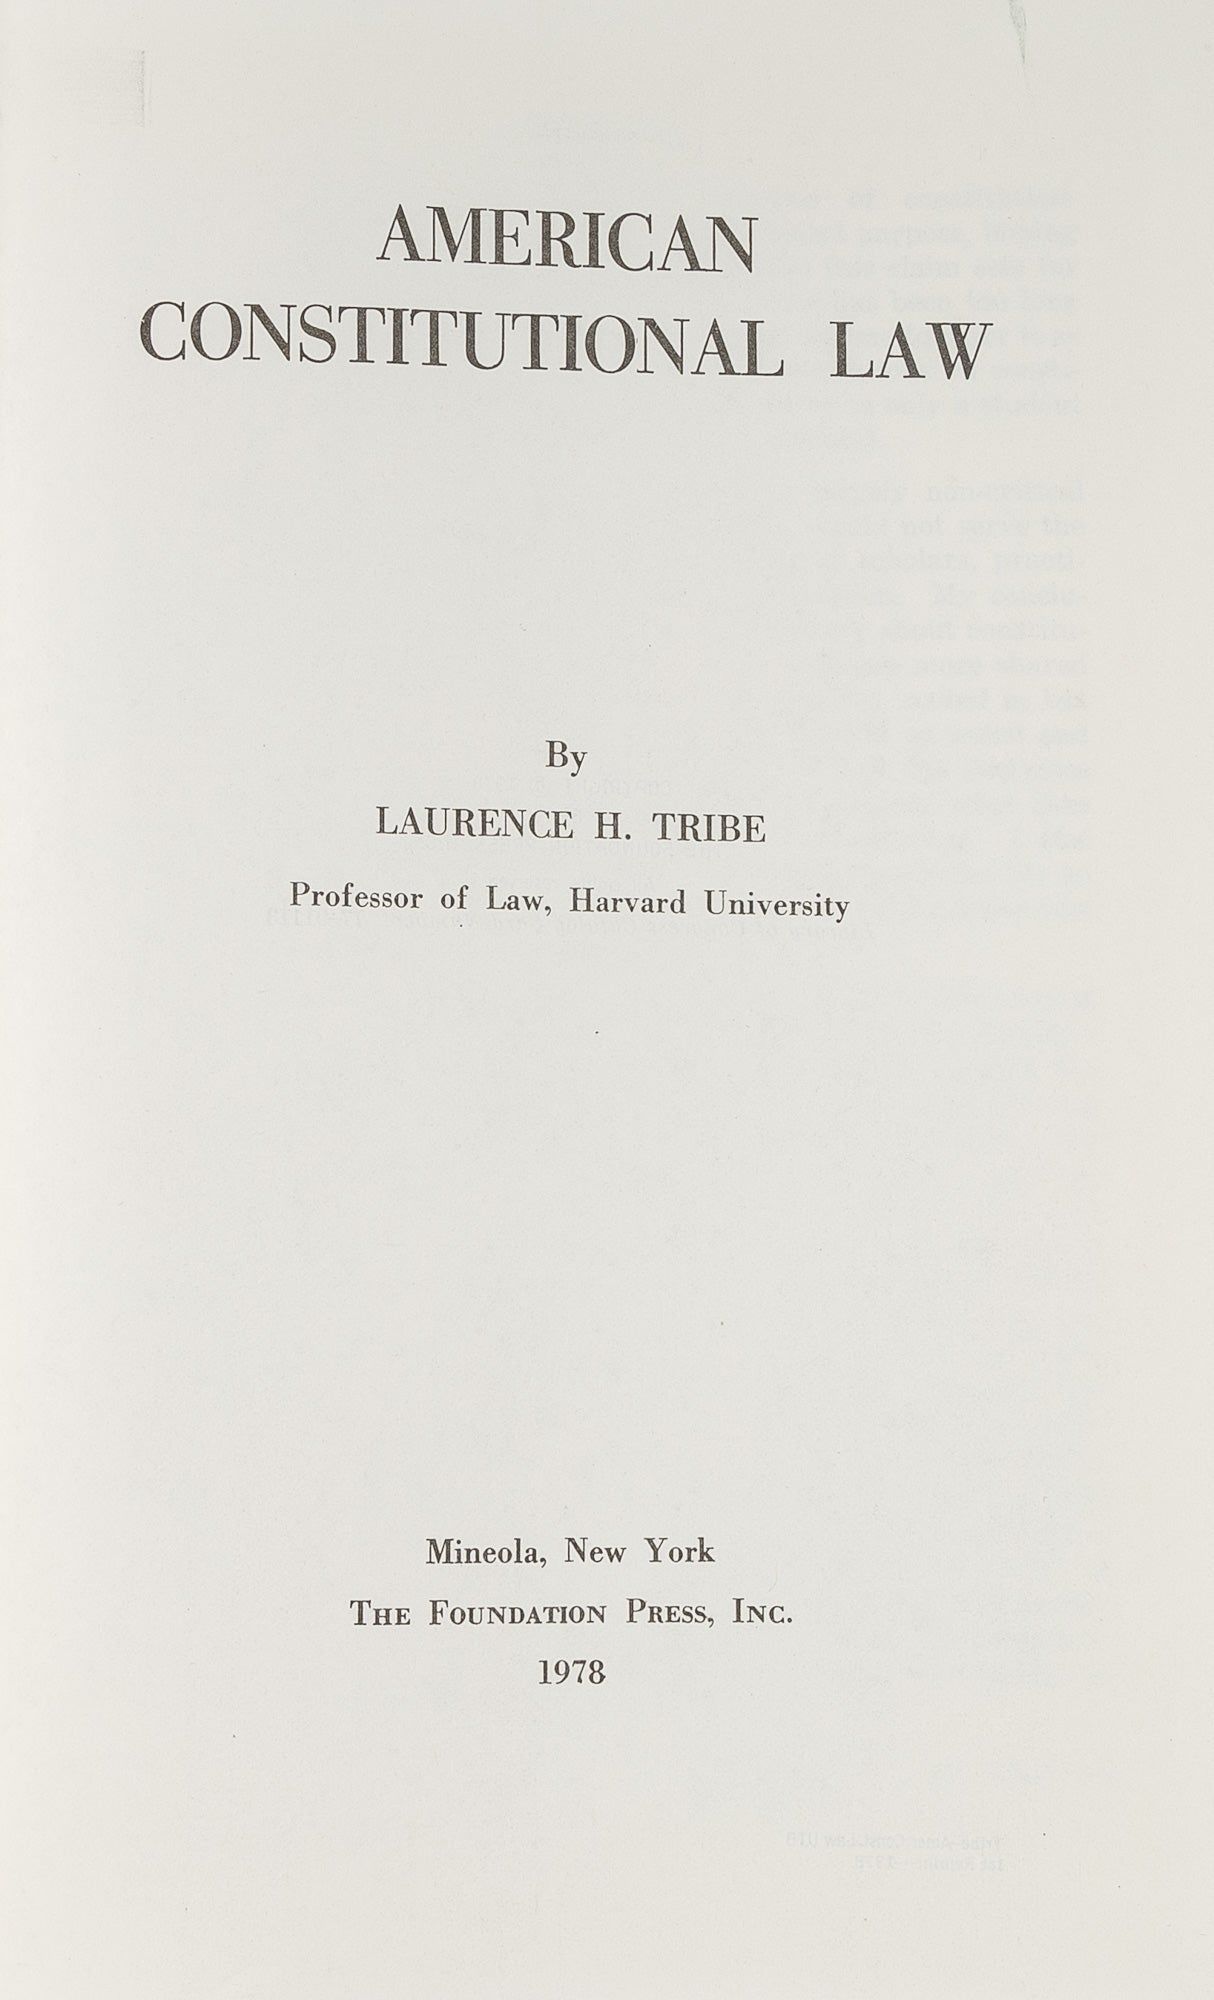 AMERICAN
CONSTITUTIONAL LAW
By
LAURENCE H. TRIBE
Professor of Law, Harvard University
Mineola, New York
THE FOUNDATION PRESS, INC.
1978